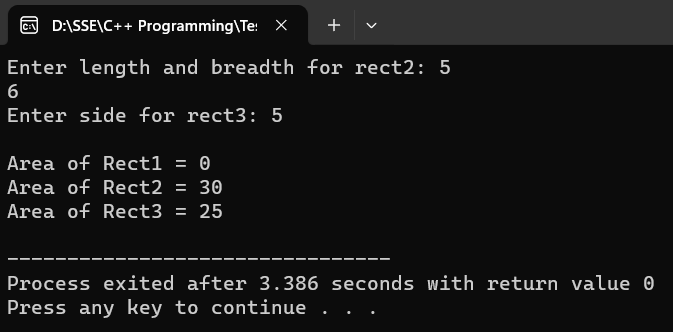 D:\SSE\C++ Programming\Te
Enter length and breadth for rect2: 5
6
Enter side for rect3: 5
Area of Rect1 = 0
Area of Rect2 = 30
Area of Rect3 = 25
--------------------------------
Process exited after 3.386 seconds with return value 0
Press any key to continue . . .